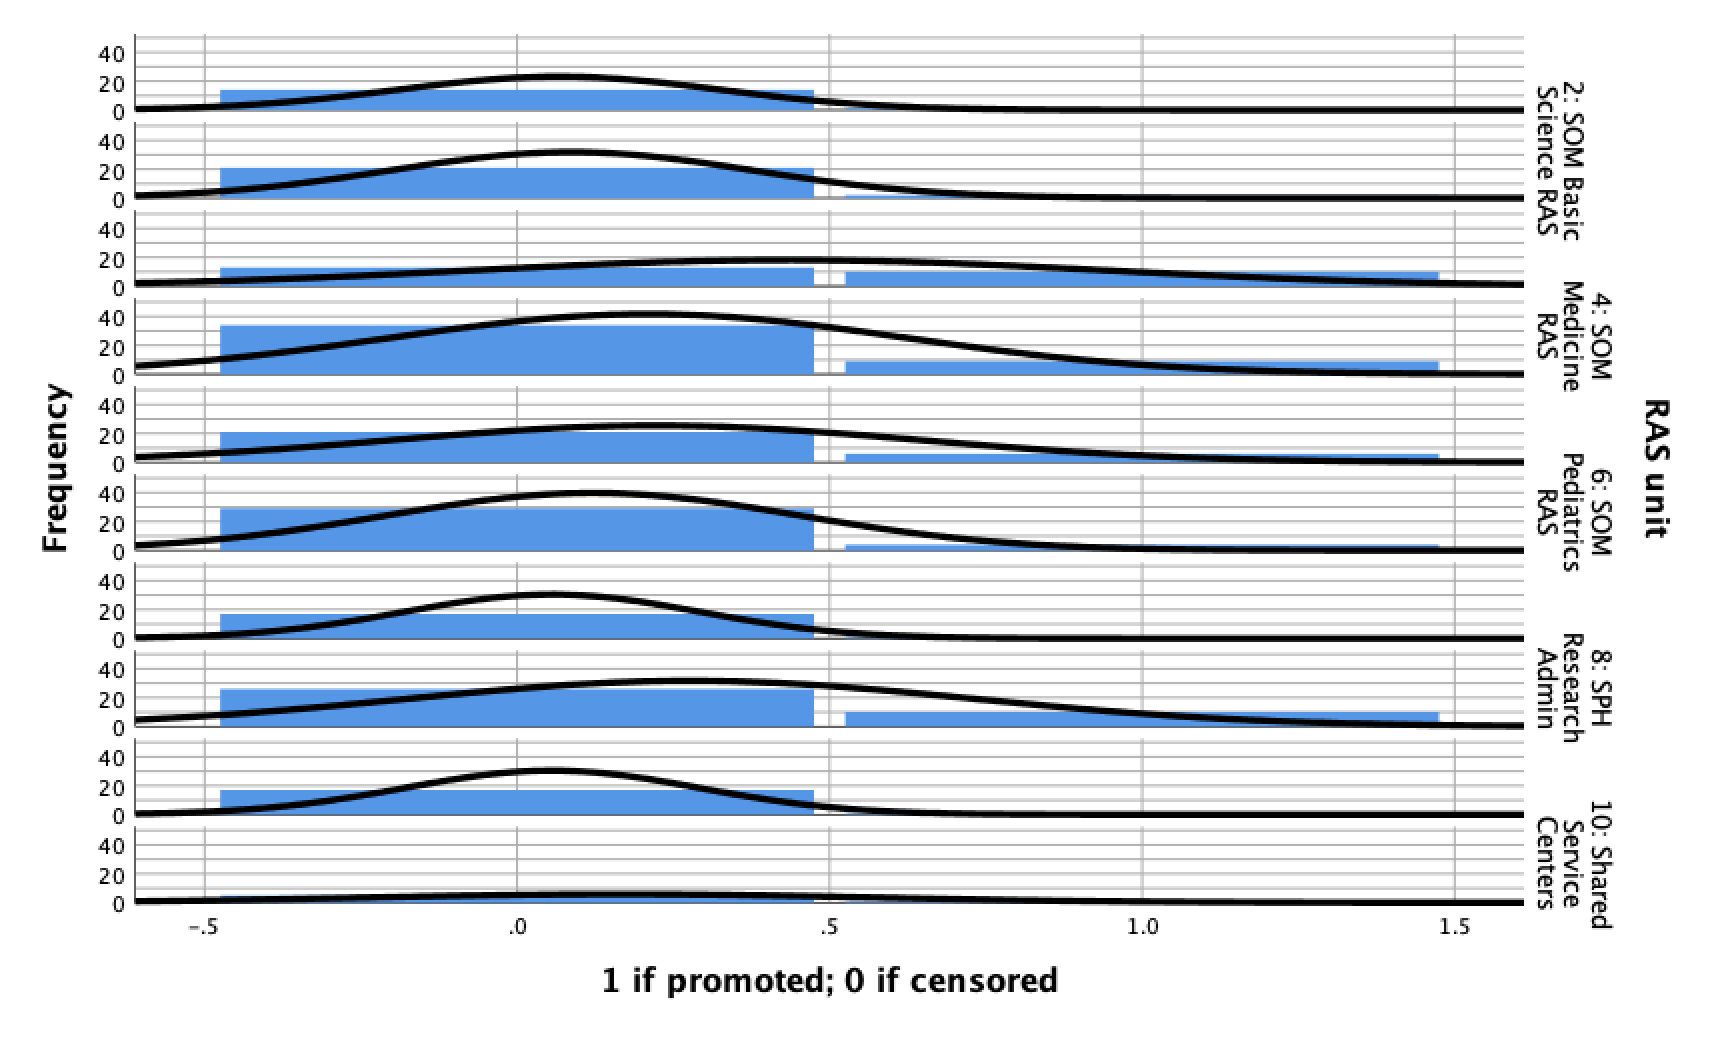 Frequency
40
20
0
40
20
0
40
20
0
40
20
0
40
20
0
40
20
0
40
20
0
40
20
0
40
20
0
40
20
0
-.5
.0
.5
1.0
1.5
1 if promoted; 0 if censored
2: SOM Basic
Science RAS
4: SOM
Medicine
RAS
6: SOM
Pediatrics
RAS
8: SPH
Research
Admin
10: Shared
Service
Centers
RAS unit